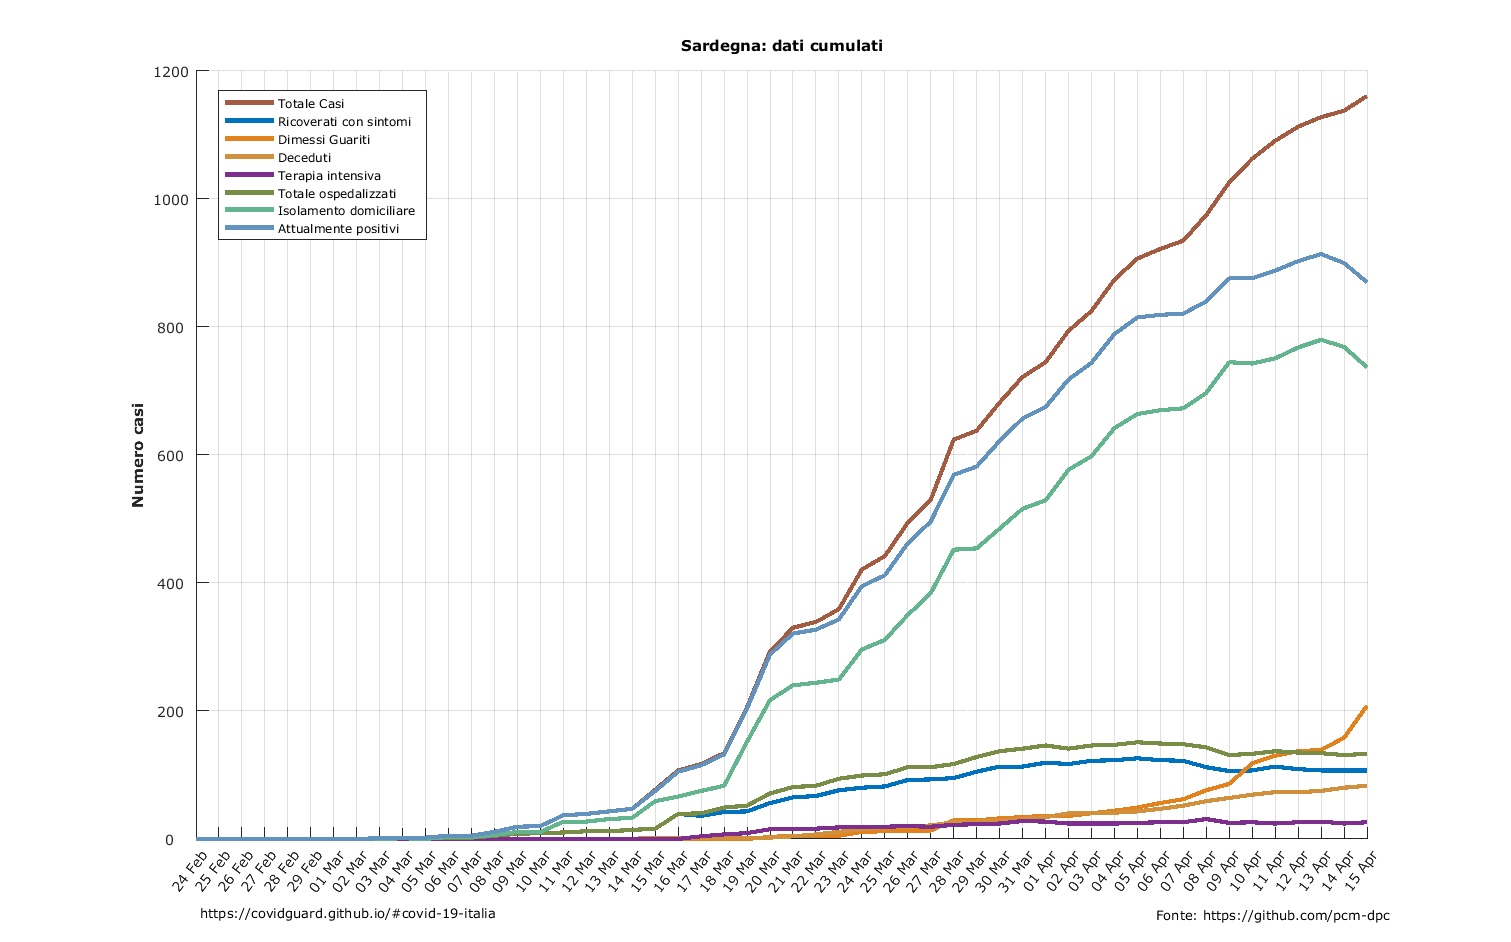 Sardegna: dati cumulati
1200
1000
800
600
400
200
0
Numero casi
Totale Casi
Ricoverati con sintomi
Dimessi Guariti
Deceduti
Terapia intensiva
Totale ospedalizzati
Isolamento domiciliare
Attualmente positivi
24 Feb
25 Feb
26 Feb
27 Feb
28 Feb
29 Feb
01 Mar
02 Mar
03 Mar
04 Mar
05 Mar
06 Mar
07 Mar
08 Mar
09 Mar
10 Mar
11 Mar
12 Mar
13 Mar
14 Mar
15 Mar
16 Mar
17 Mar
18 Mar
19 Mar
20 Mar
21 Mar
22 Mar
23 Mar
24 Mar
25 Mar
26 Mar
27 Mar
28 Mar
29 Mar
30 Mar
31 Mar
01 Apr
02 Apr
03 Apr
04 Apr
05 Apr
06 Apr
07 Apr
08 Apr
09 Apr
10 Apr
11 Apr
12 Apr
13 Apr
14 Apr
15 Apr
https://covidguard.github.io/#covid-19-italia
Fonte: https://github.com/pcm-dpc